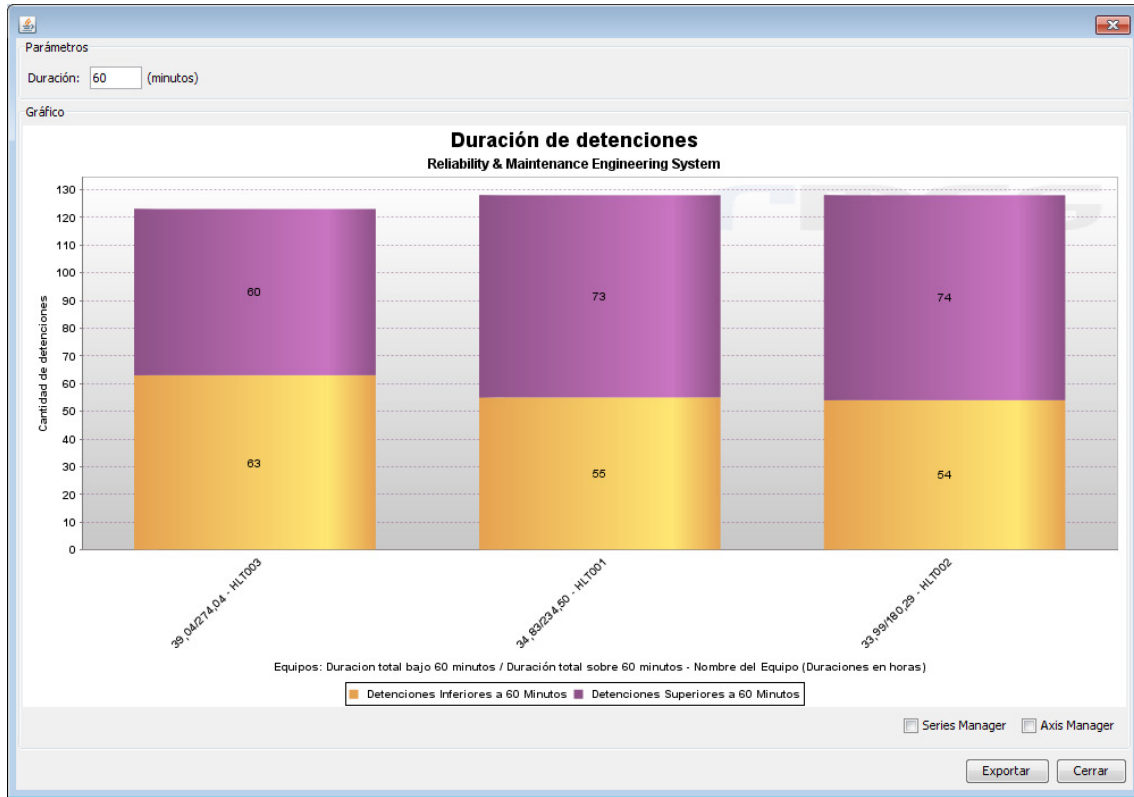 Parámetros
Duración: 60 (minutos)
Gráfico
Duración de detenciones
Reliability & Maintenance Engineering System
Cantidad de detenciones
130
120
110
100
90
80
70
60
50
40
30
20
10
0
60
73
74
63
55
54
39,04/274,04 - HLT003
34,83/234,50 - HLT001
33,99/180,29 - HLT002
Equipos: Duracion total bajo 60 minutos / Duración total sobre 60 minutos - Nombre del Equipo (Duraciones en horas)
Detenciones Inferiores a 60 Minutos Detenciones Superiores a 60 Minutos
Series Manager Axis Manager
Exportar Cerrar